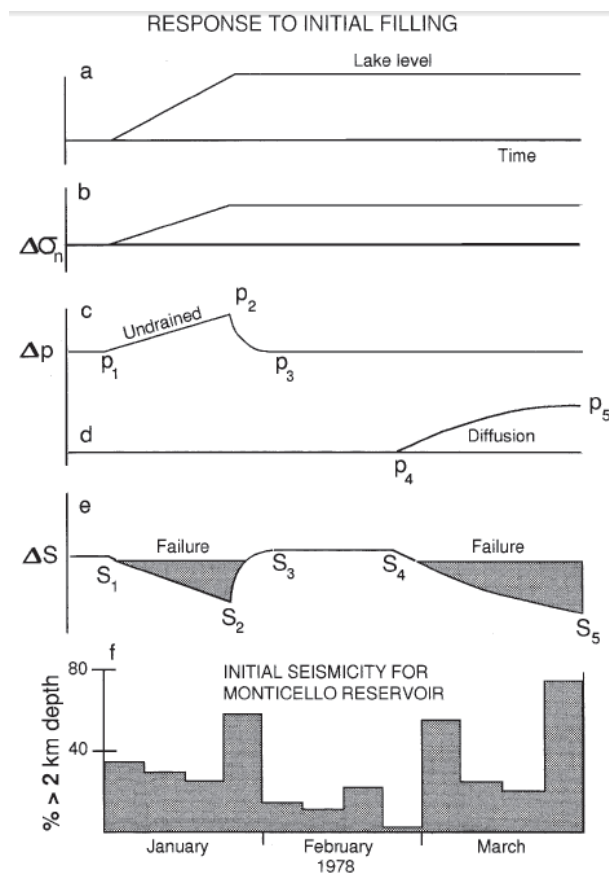 RESPONSE TO INITIAL FILLING
a
Lake level
Time
b
Δσn
c
Undrained
p2
Δp
p1
p3
p5
d
Diffusion
p4
e
ΔS
Failure
Failure
S1
S3
S4
S2
S5
f
80
INITIAL SEISMICITY FOR
MONTICELLO RESERVOIR
40
% > 2 km depth
January
February
March
1978